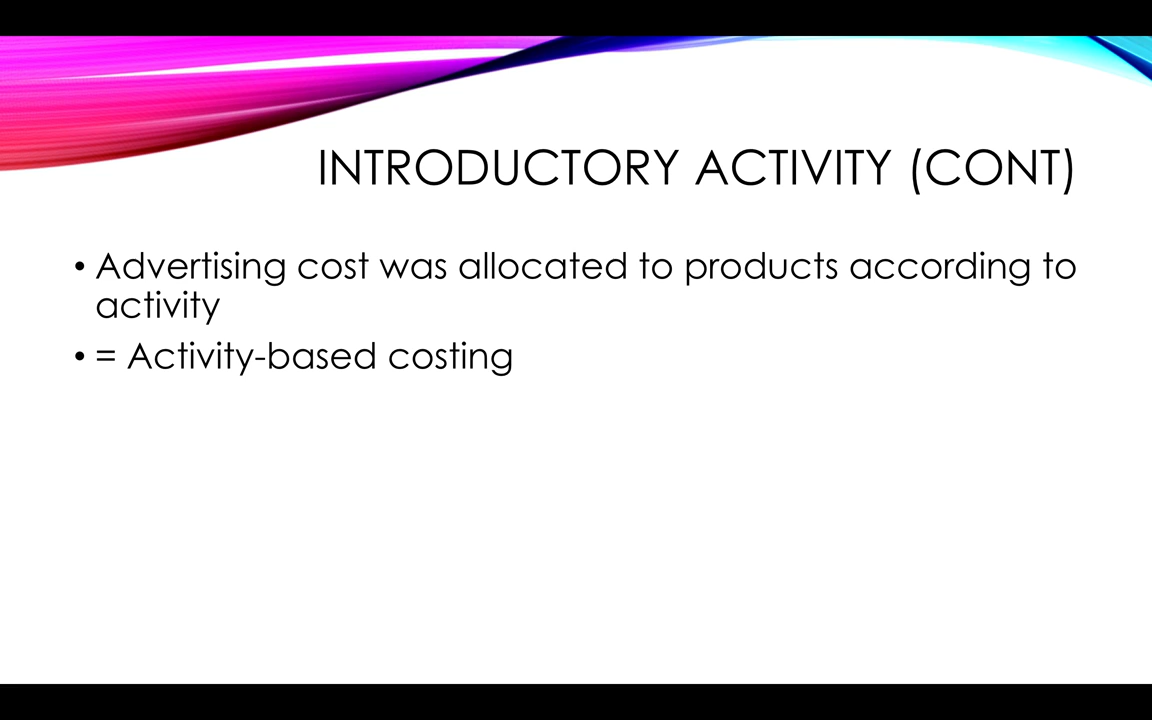 INTRODUCTORY ACTIVITY (CONT)
• Advertising cost was allocated to products according to
activity
• = Activity-based costing